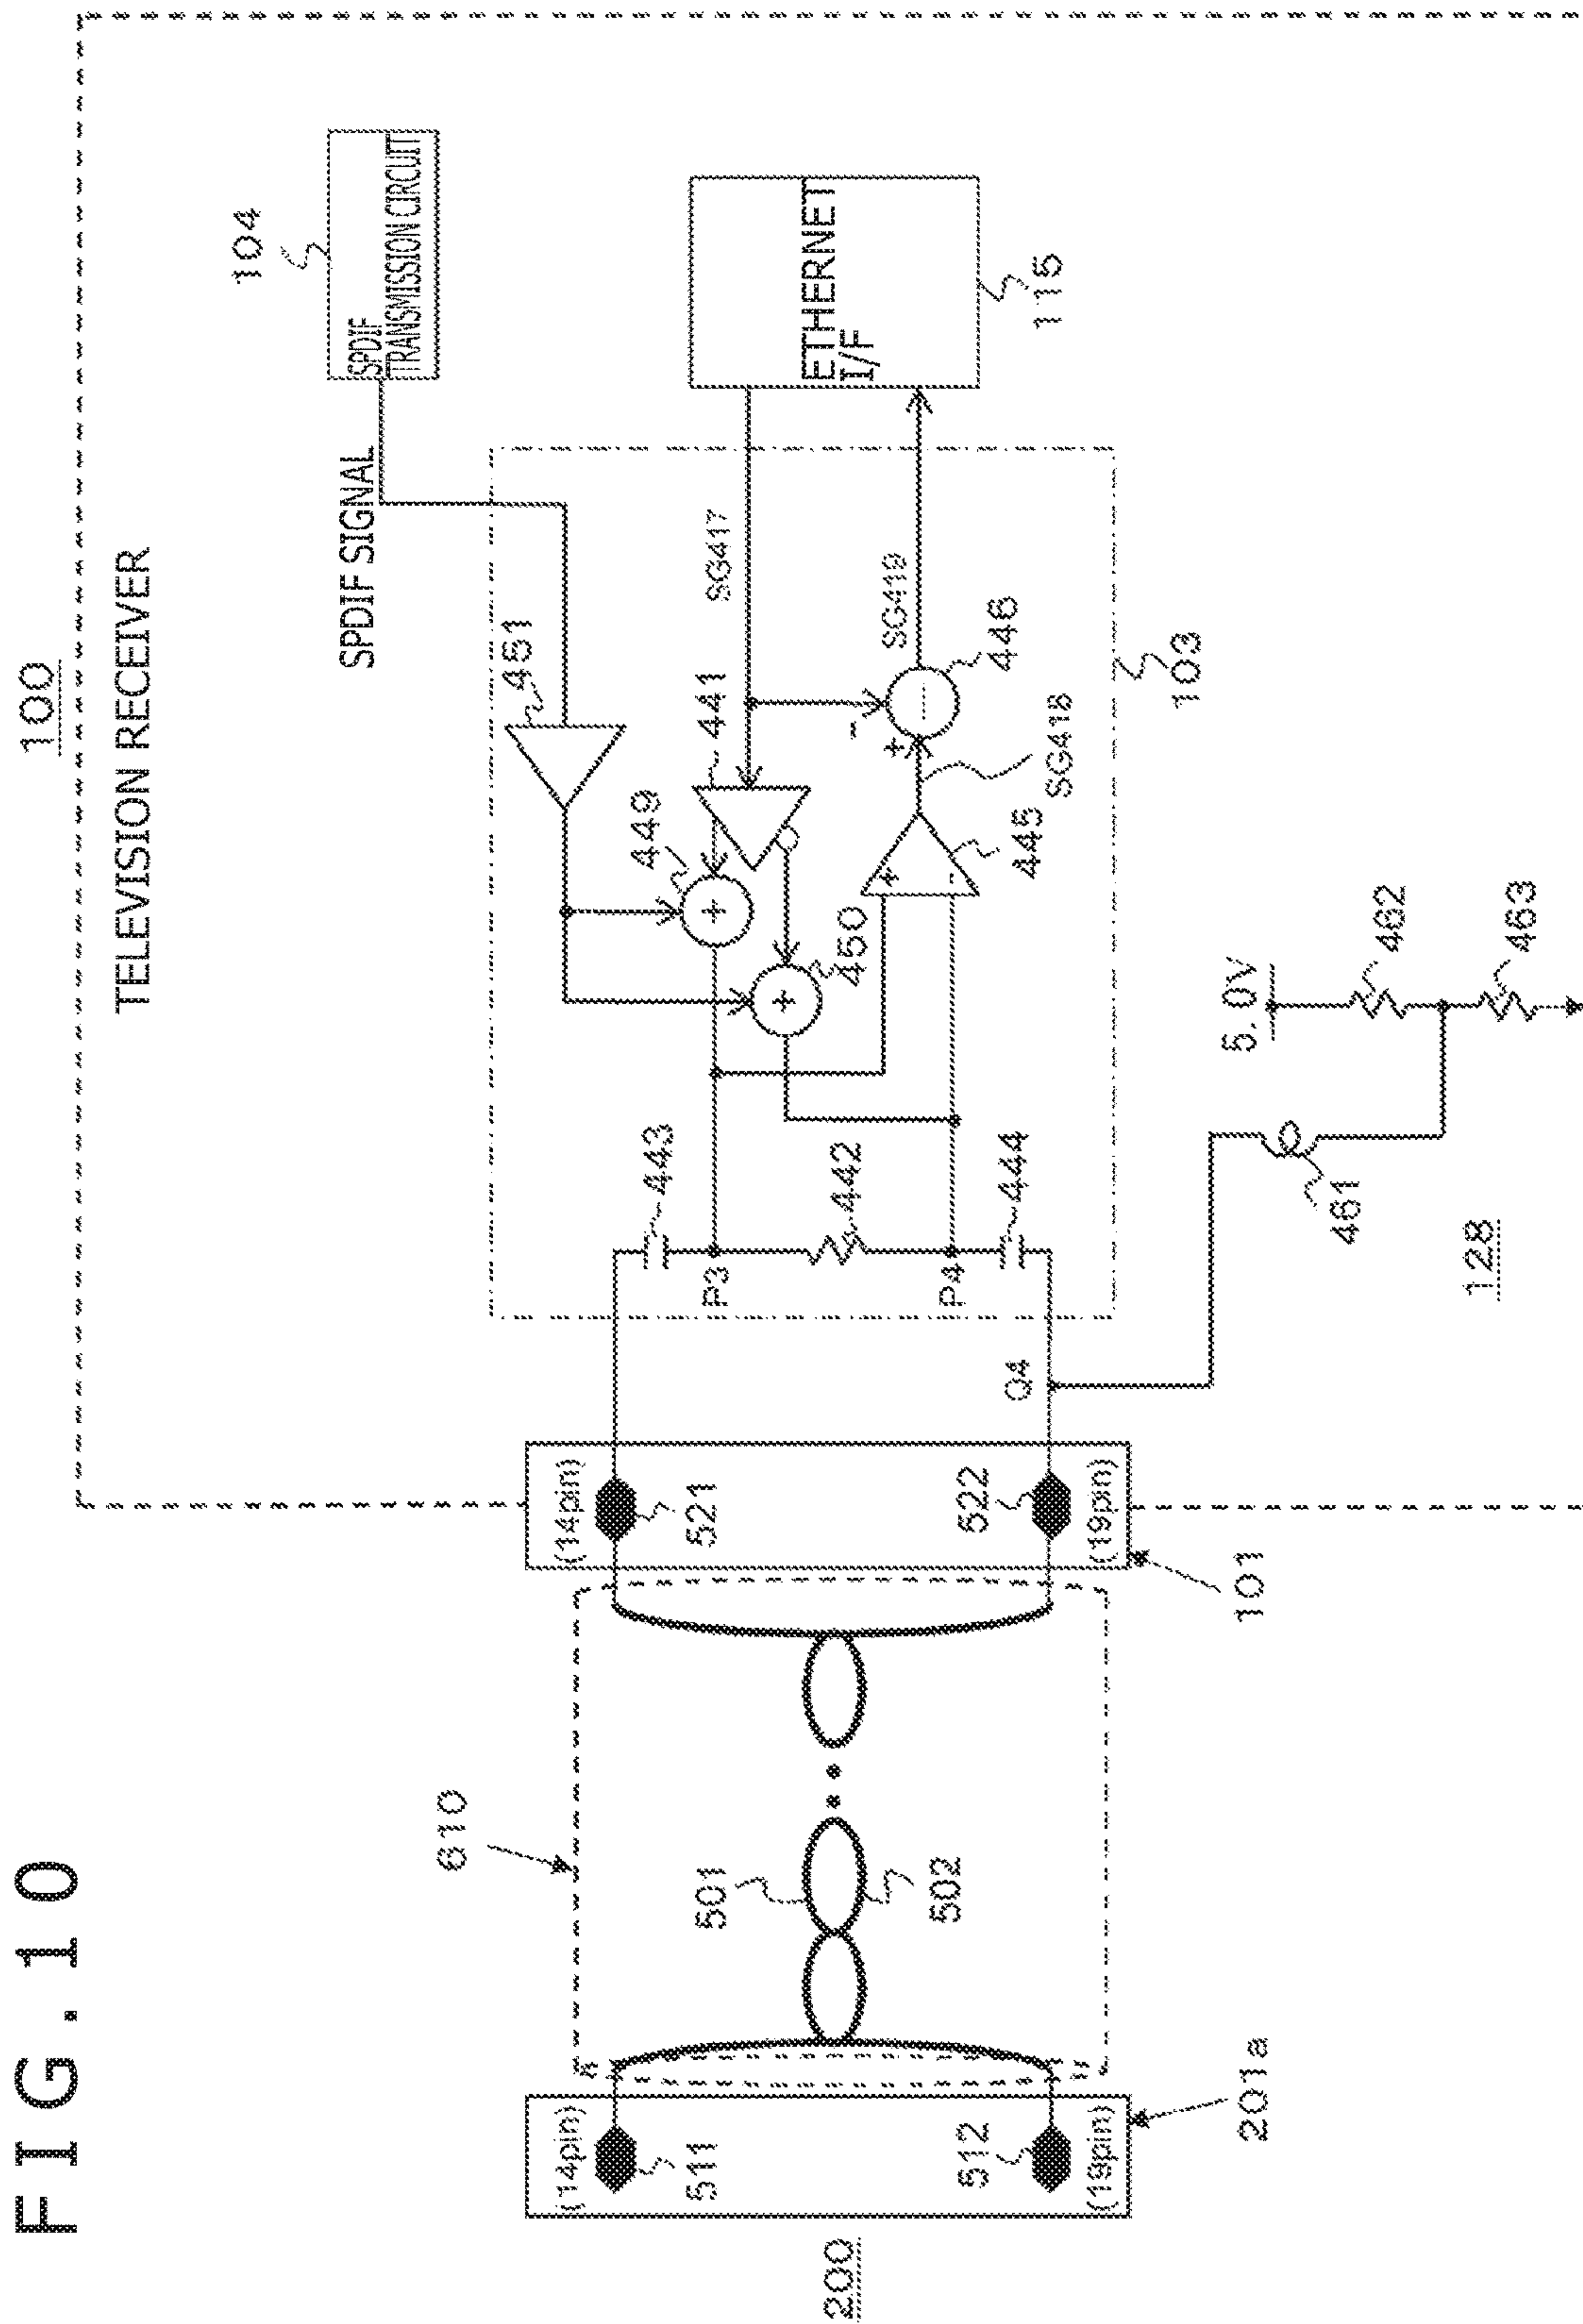 FIG.10
100
TELEVISION RECEIVER
104
SPDIF
TRANSMISSION CIRCUIT
SPDIF SIGNAL
451
ETHERNET
I/F
115
SG417
441
449
450
SG419
446
SG418
445
103
443
P3
442
P4
444
Q4
5.0V
462
463
461
128
(14pin)
521
522
(19pin)
101
610
501
502
(14pin)
511
512
(19pin)
201a
200